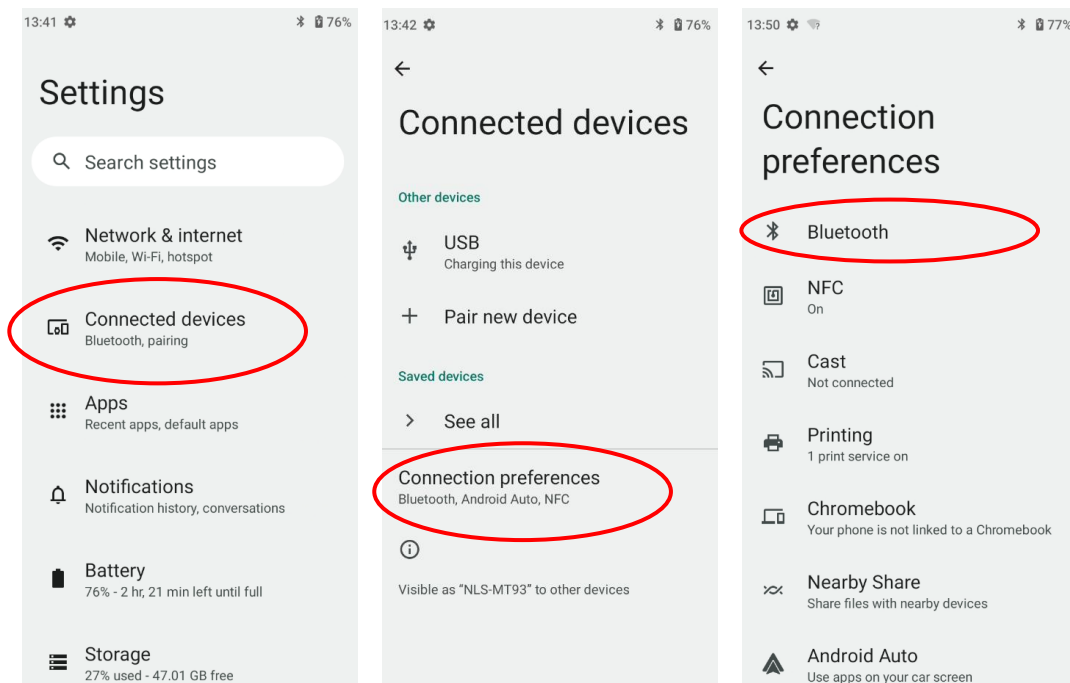 13:41 76%
Settings
Search settings
Network & internet
Mobile, Wi-Fi, hotspot
Connected devices
Bluetooth, pairing
Apps
Recent apps, default apps
Notifications
Notification history, conversations
Battery
76% - 2 hr, 21 min left until full
Storage
27% used - 47.01 GB free
13:42 76%
Connected devices
Other devices
USB
Charging this device
Pair new device
Saved devices
See all
Connection preferences
Bluetooth, Android Auto, NFC
Visible as “NLS-MT93” to other devices
13:50 77%
Connection
preferences
Bluetooth
NFC
On
Cast
Not connected
Printing
1 print service on
Chromebook
Your phone is not linked to a Chromebook
Nearby Share
Share files with nearby devices
Android Auto
Use apps on your car screen